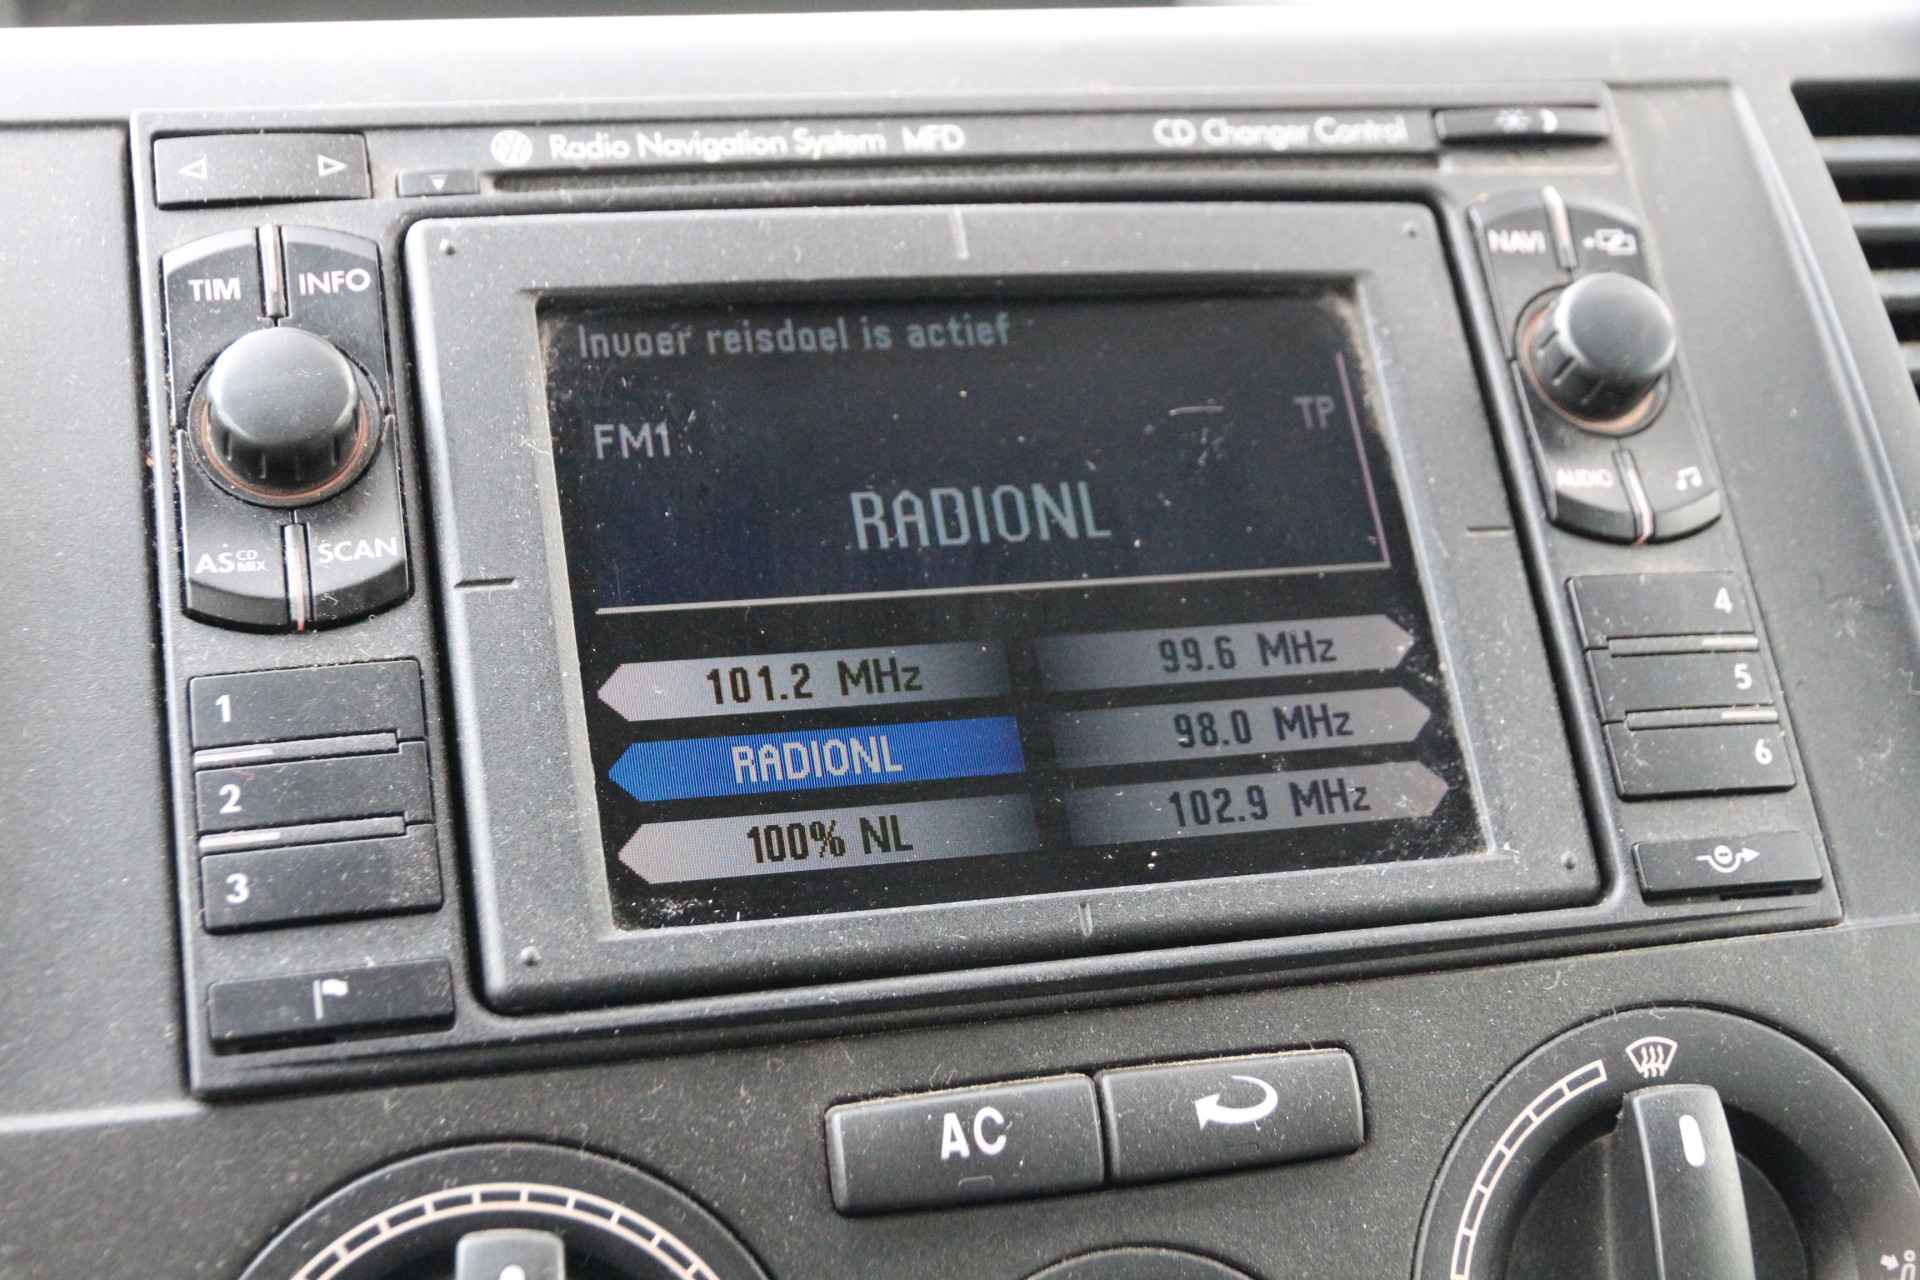 Radio Navigation System MFD CD Changer Control
TIM INFO
NAVI
Invoer reisdoel is actief
FM1 TP
RADIONL
AS CD MIX SCAN
AUDIO
101.2 MHz 99.6 MHz
RADIONL 98.0 MHz
100% NL 102.9 MHz
1
2
3
4
5
6
AC